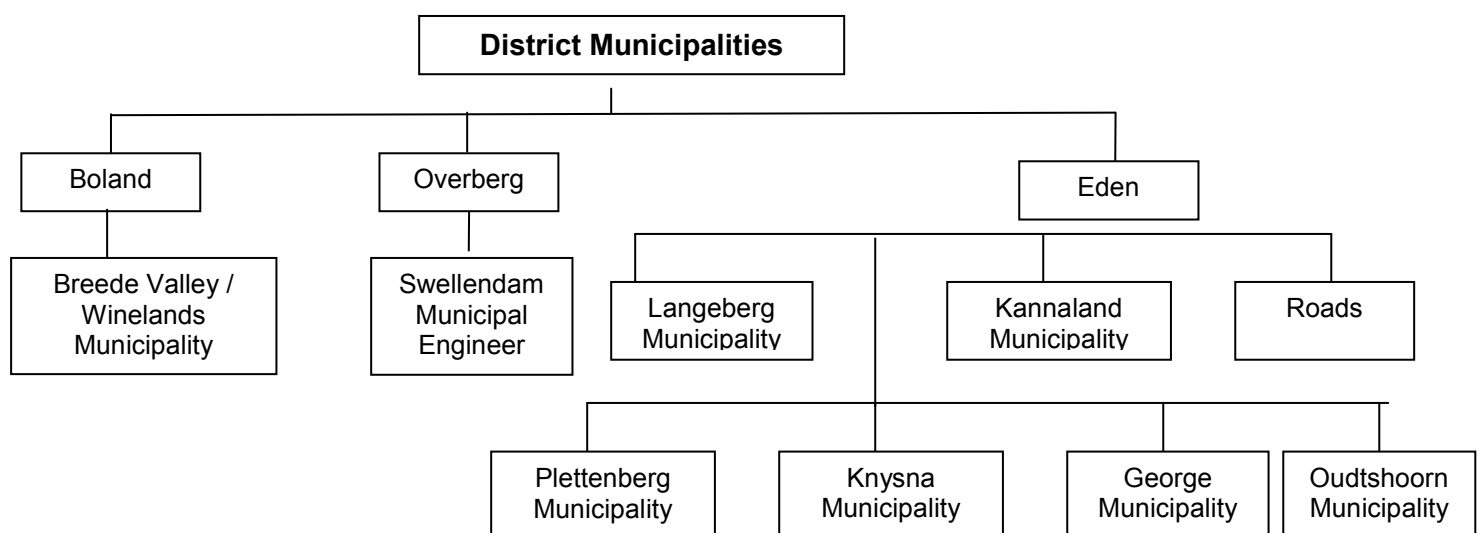 District Municipalities
Boland
Overberg
Eden
Breede Valley /
Winelands
Municipality
Swellendam
Municipal
Engineer
Langeberg
Municipality
Kannaland
Municipality
Roads
Plettenberg
Municipality
Knysna
Municipality
George
Municipality
Oudtshoorn
Municipality